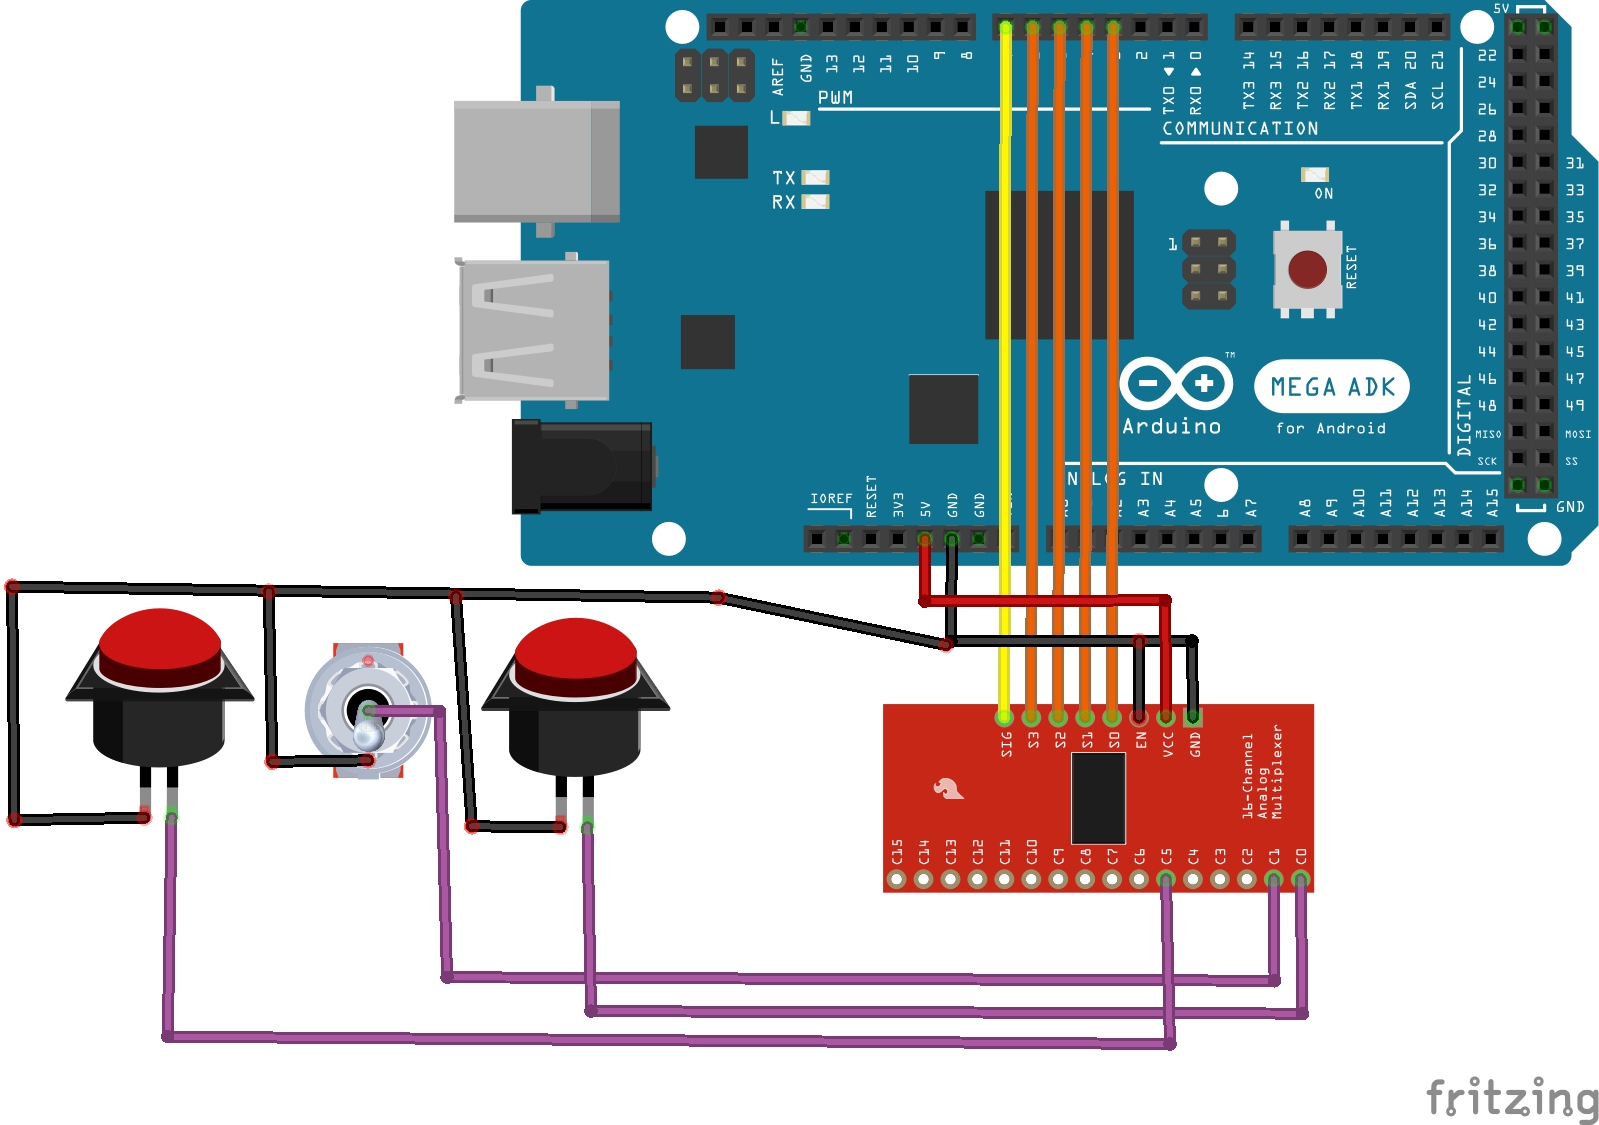 5V
AREF
GND
13
12
11
10
9
8
2
TX0 ◀ 1
RX0 ▶ 0
TX3 14
RX3 15
TX2 16
RX2 17
TX1 18
RX1 19
SDA 20
SCL 21
PWM
L
COMMUNICATION
TX
RX
ON
1
RESET
22
24
26
28
30 31
32 33
34 35
36 37
38 39
40 41
42 43
44 45
46 47
48 49
MISO MOSI
SCK SS
GND
DIGITAL
TM
Arduino
MEGA ADK
for Android
IN
IOREF
RESET
3V3
5V
GND
GND
A3
A4
A5
6
A7
A8
A9
A10
A11
A12
A13
A14
A15
SIG
S3
S2
S1
S0
EN
VCC
GND
16-Channel
Analog
Multiplexer
C15
C14
C13
C12
C11
C10
C9
C8
C7
C6
C5
C4
C3
C2
C1
C0
fritzing